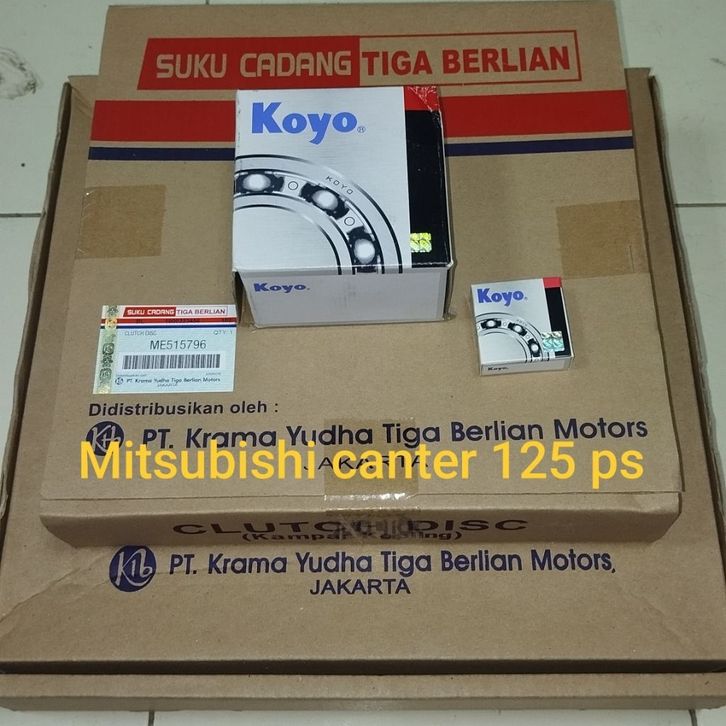 SUKU CADANG TIGA BERLIAN
Koyo®
KOYO
Koyo®
Koyo®
SUKU CADANG TIGA BERLIAN
CLUTCH DISC QTY: 1
ME515796
PT. Krama Yudha Tiga Berlian Motors
JAKARTA
Didistribusikan oleh :
PT. Krama Yudha Tiga Berlian Motors
JAKARTA
Mitsubishi canter 125 ps
CLUTCH DISC
(Kampas Kopling)
PT. Krama Yudha Tiga Berlian Motors,
JAKARTA